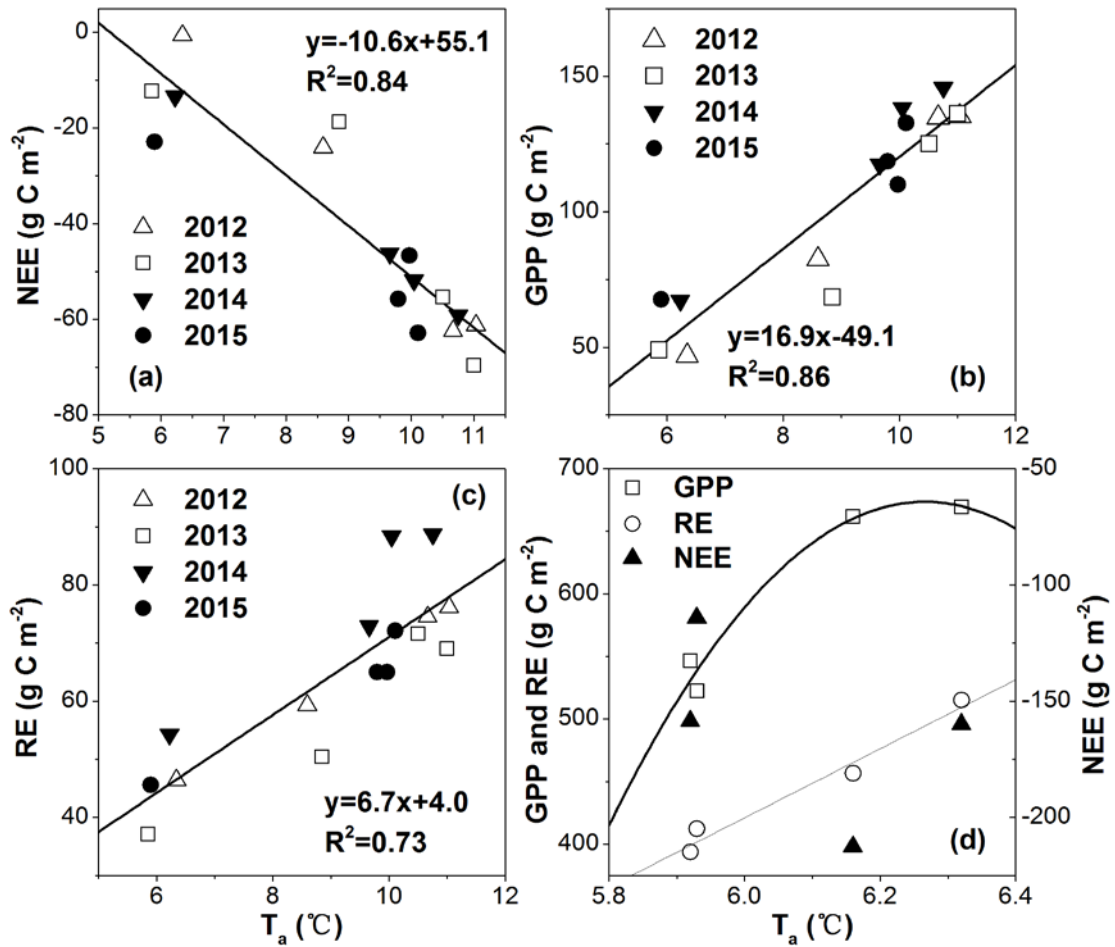 0
-20
-40
-60
-80
NEE (g C m⁻²)
y=-10.6x+55.1
R²=0.84
2012
2013
2014
2015
(a)
5 6 7 8 9 10 11
150
100
50
GPP (g C m⁻²)
2012
2013
2014
2015
y=16.9x-49.1
R²=0.86
(b)
6 8 10 12
100
80
60
40
RE (g C m⁻²)
2012
2013
2014
2015
(c)
y=6.7x+4.0
R²=0.73
6 8 10 12
Tₐ (℃)
700
600
500
400
GPP and RE (g C m⁻²)
GPP
RE
NEE
(d)
-50
-100
-150
-200
NEE (g C m⁻²)
5.8 6.0 6.2 6.4
Tₐ (℃)